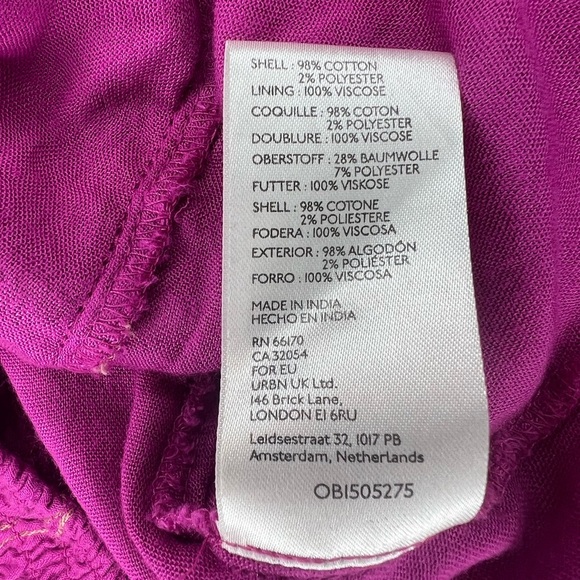 SHELL : 98% COTTON
2% POLYESTER
LINING : 100% VISCOSE
COQUILLE : 98% COTON
2% POLYESTER
DOUBLURE : 100% VISCOSE
OBERSTOFF : 28% BAUMWOLLE
7% POLYESTER
FUTTER : 100% VISKOSE
SHELL : 98% COTONE
2% POLIESTERE
FODERA : 100% VISCOSA
EXTERIOR : 98% ALGODÓN
2% POLIÉSTER
FORRO : 100% VISCOSA
MADE IN INDIA
HECHO EN INDIA
RN 66170
CA 32054
FOR EU
URBN UK Ltd.
146 Brick Lane,
LONDON E1 6RU
Leidsestraat 32, 1017 PB
Amsterdam, Netherlands
OB1505275